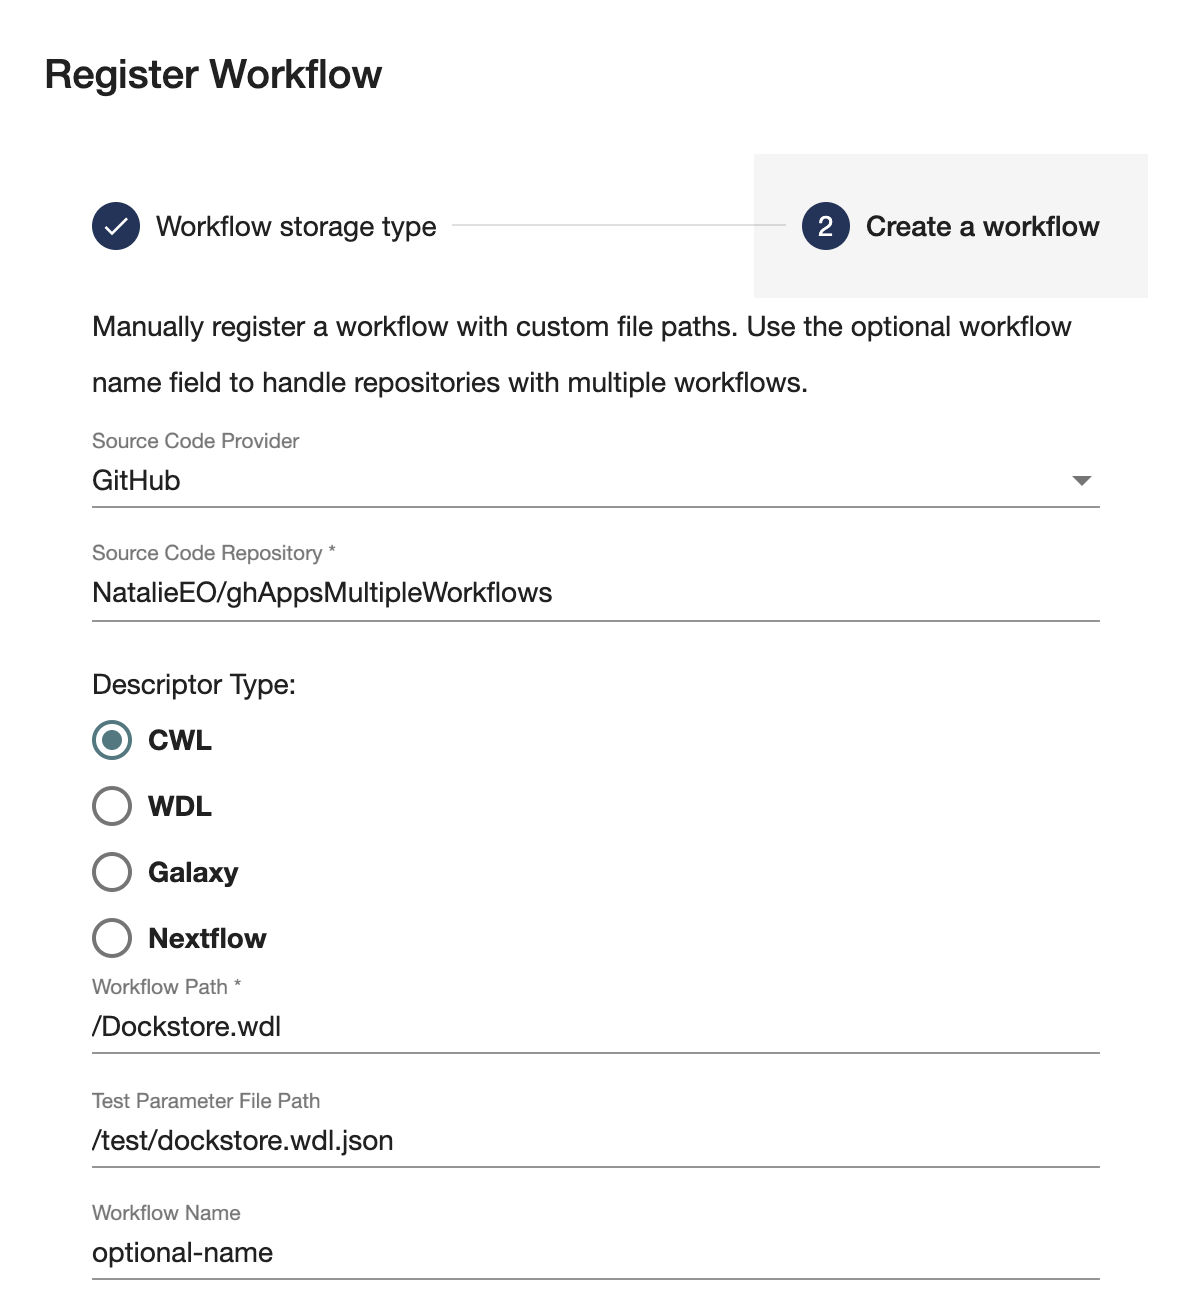 Register Workflow
Workflow storage type
2 Create a workflow
Manually register a workflow with custom file paths. Use the optional workflow
name field to handle repositories with multiple workflows.
Source Code Provider
GitHub
Source Code Repository *
NatalieEO/ghAppsMultipleWorkflows
Descriptor Type:
CWL
WDL
Galaxy
Nextflow
Workflow Path *
/Dockstore.wdl
Test Parameter File Path
/test/dockstore.wdl.json
Workflow Name
optional-name